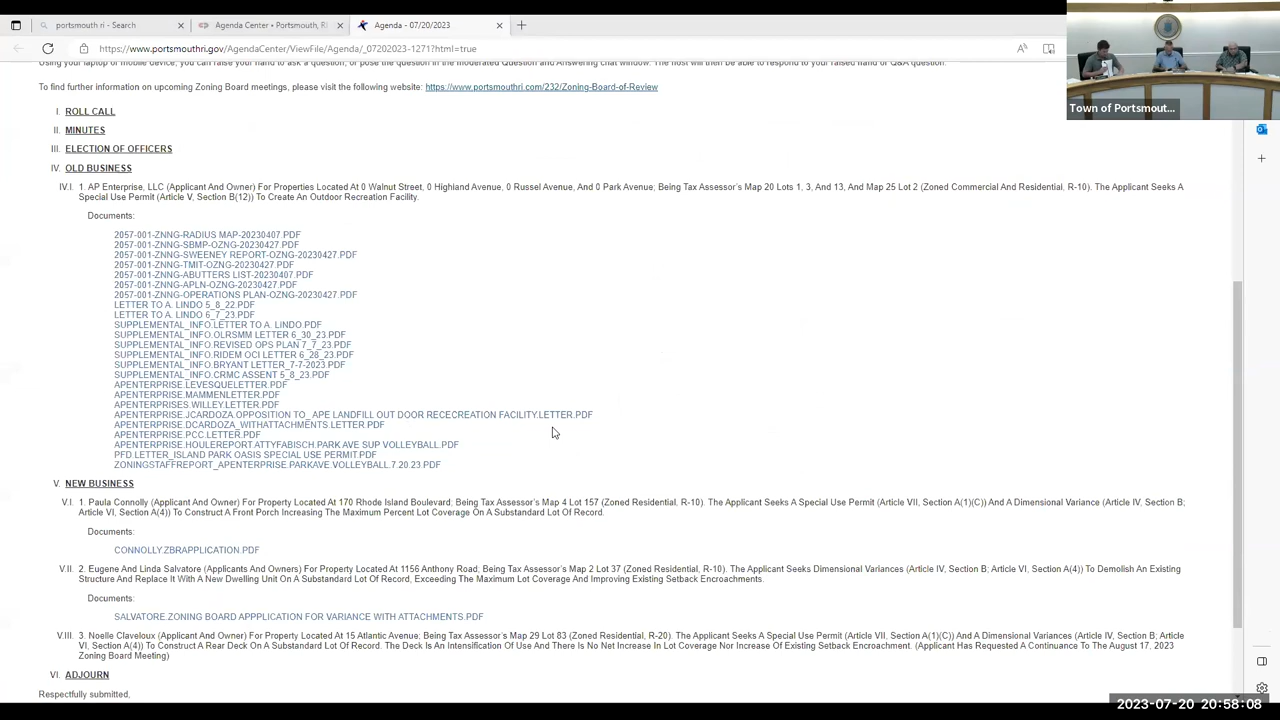 portsmouth ri - Search
Agenda Center • Portsmouth, R
Agenda - 07/20/2023
https://www.portsmouthri.gov/AgendaCenter/ViewFile/Agenda/_07202023-1271?html=true
Using your laptop or mobile device, you can raise your hand to ask a question, or pose the question in the moderated Question and Answering chat window. The host will then be able to respond to your raised hand or Q&A question.
To find further information on upcoming Zoning Board meetings, please visit the following website: https://www.portsmouthri.com/232/Zoning-Board-of-Review
Town of Portsmout...
I. ROLL CALL
II. MINUTES
III. ELECTION OF OFFICERS
IV. OLD BUSINESS
IV.I. 1. AP Enterprise, LLC (Applicant And Owner) For Properties Located At 0 Walnut Street, 0 Highland Avenue, 0 Russel Avenue, And 0 Park Avenue, Being Tax Assessor's Map 20 Lots 1, 3, And 13, And Map 25 Lot 2 (Zoned Commercial And Residential, R-10). The Applicant Seeks A
Special Use Permit (Article V, Section B(12)) To Create An Outdoor Recreation Facility.
Documents:
2057-001-ZNNG-RADIUS MAP-20230407.PDF
2057-001-ZNNG-SBMP-OZNG-20230427.PDF
2057-001-ZNNG-SWEENEY REPORT-OZNG-20230427.PDF
2057-001-ZNNG-TMIT-OZNG-20230427.PDF
2057-001-ZNNG-ABUTTERS LIST-20230407.PDF
2057-001-ZNNG-APLN-OZNG-20230427.PDF
2057-001-ZNNG-OPERATIONS PLAN-OZNG-20230427.PDF
LETTER TO A. LINDO 5_8_22.PDF
LETTER TO A. LINDO 6_7_23.PDF
SUPPLEMENTAL_INFO.LETTER TO A. LINDO.PDF
SUPPLEMENTAL_INFO.OLRSMM LETTER 6_30_23.PDF
SUPPLEMENTAL_INFO.REVISED OPS PLAN 7_7_23.PDF
SUPPLEMENTAL_INFO.RIDEM OCI LETTER 6_28_23.PDF
SUPPLEMENTAL_INFO.BRYANT LETTER_7-7-2023.PDF
SUPPLEMENTAL_INFO.CRMC ASSENT 5_8_23.PDF
APENTERPRISE.LEVESQUELETTER.PDF
APENTERPRISE.MAMMENLETTER.PDF
APENTERPRISES.WILLEY.LETTER.PDF
APENTERPRISE.JCARDOZA.OPPOSITION TO_ APE LANDFILL OUT DOOR RECECREATION FACILITY.LETTER.PDF
APENTERPRISE.DCARDOZA_WITHATTACHMENTS.LETTER.PDF
APENTERPRISE.PCC.LETTER.PDF
APENTERPRISE.HOULEREPORT.ATTYFABISCH.PARK AVE SUP VOLLEYBALL.PDF
PFD.LETTER_ISLAND PARK OASIS SPECIAL USE PERMIT.PDF
ZONINGSTAFFREPORT_APENTERPRISE.PARKAVE.VOLLEYBALL.7.20.23.PDF
V. NEW BUSINESS
V.I. 1. Paula Connolly (Applicant And Owner) For Property Located At 170 Rhode Island Boulevard; Being Tax Assessor's Map 4 Lot 157 (Zoned Residential, R-10). The Applicant Seeks A Special Use Permit (Article VII, Section A(1)(C)) And A Dimensional Variance (Article IV, Section B;
Article VI, Section A(4)) To Construct A Front Porch Increasing The Maximum Percent Lot Coverage On A Substandard Lot Of Record.
Documents:
CONNOLLY.ZBRAPPLICATION.PDF
V.II. 2. Eugene And Linda Salvatore (Applicants And Owners) For Property Located At 1156 Anthony Road; Being Tax Assessor's Map 2 Lot 37 (Zoned Residential, R-10). The Applicant Seeks Dimensional Variances (Article IV, Section B; Article VI, Section A(4)) To Demolish An Existing
Structure And Replace It With A New Dwelling Unit On A Substandard Lot Of Record, Exceeding The Maximum Lot Coverage And Improving Existing Setback Encroachments.
Documents:
SALVATORE.ZONING BOARD APPPLICATION FOR VARIANCE WITH ATTACHMENTS.PDF
V.III. 3. Noelle Claveloux (Applicant And Owner) For Property Located At 15 Atlantic Avenue; Being Tax Assessor's Map 29 Lot 83 (Zoned Residential, R-20). The Applicant Seeks A Special Use Permit (Article VII, Section A(1)(C)) And A Dimensional Variances (Article IV, Section B; Article
VI, Section A(4)) To Construct A Rear Deck On A Substandard Lot Of Record. The Deck Is An Intensification Of Use And There Is No Net Increase In Lot Coverage Nor Increase Of Existing Setback Encroachment. (Applicant Has Requested A Continuance To The August 17, 2023
Zoning Board Meeting)
VI. ADJOURN
Respectfully submitted,
2023-07-20 20:58:08